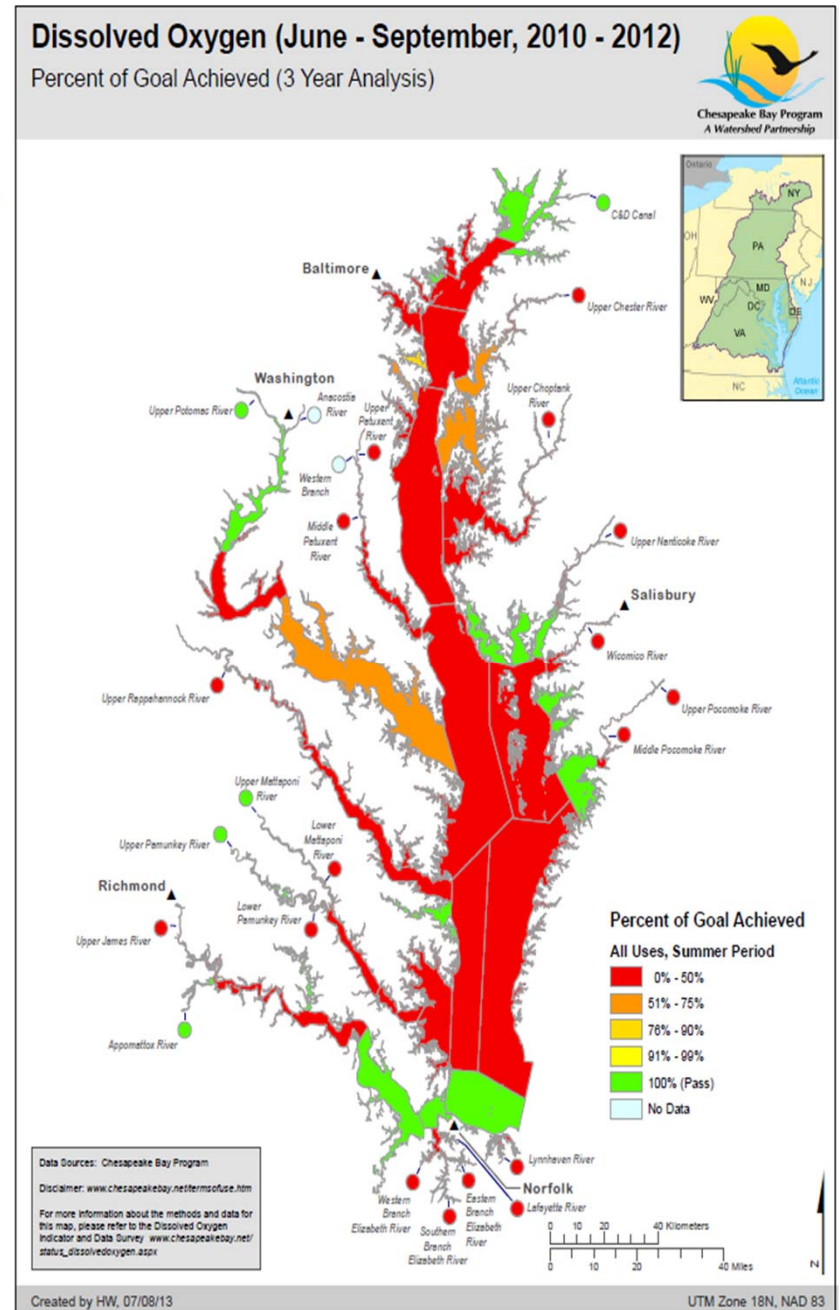 Dissolved Oxygen (June - September, 2010 - 2012)
Percent of Goal Achieved (3 Year Analysis)
Chesapeake Bay Program
A Watershed Partnership
Ontario
NY
OH
PA
NJ
MD
WV
DC
DE
VA
NC
Atlantic
Ocean
C&D Canal
Baltimore
Upper Chester River
Washington
Upper Potomac River
Anacostia
River
Upper
Patuxent
River
Upper Choptank
River
Western
Branch
Middle
Patuxent
River
Upper Nanticoke River
Salisbury
Wicomico River
Upper Rappahannock River
Upper Pocomoke River
Middle Pocomoke River
Upper Mattaponi
River
Upper Pamunkey River
Lower
Mattaponi
River
Richmond
Lower
Pamunkey River
Upper James River
Appomattox River
Percent of Goal Achieved
All Uses, Summer Period
0% - 50%
51% - 75%
76% - 90%
91% - 99%
100% (Pass)
No Data
Lynnhaven River
Norfolk
Lafayette River
Western
Branch
Elizabeth River
Southern
Branch
Elizabeth River
Eastern
Branch
Elizabeth
River
0 10 20 40 Kilometers
0 10 20 40 Miles
N
Data Sources: Chesapeake Bay Program
Disclaimer: www.chesapeakebay.net/termsofuse.htm
For more information about the methods and data for
this map, please refer to the Dissolved Oxygen
Indicator and Data Survey www.chesapeakebay.net/
status_dissolvedoxygen.aspx
Created by HW, 07/08/13
UTM Zone 18N, NAD 83